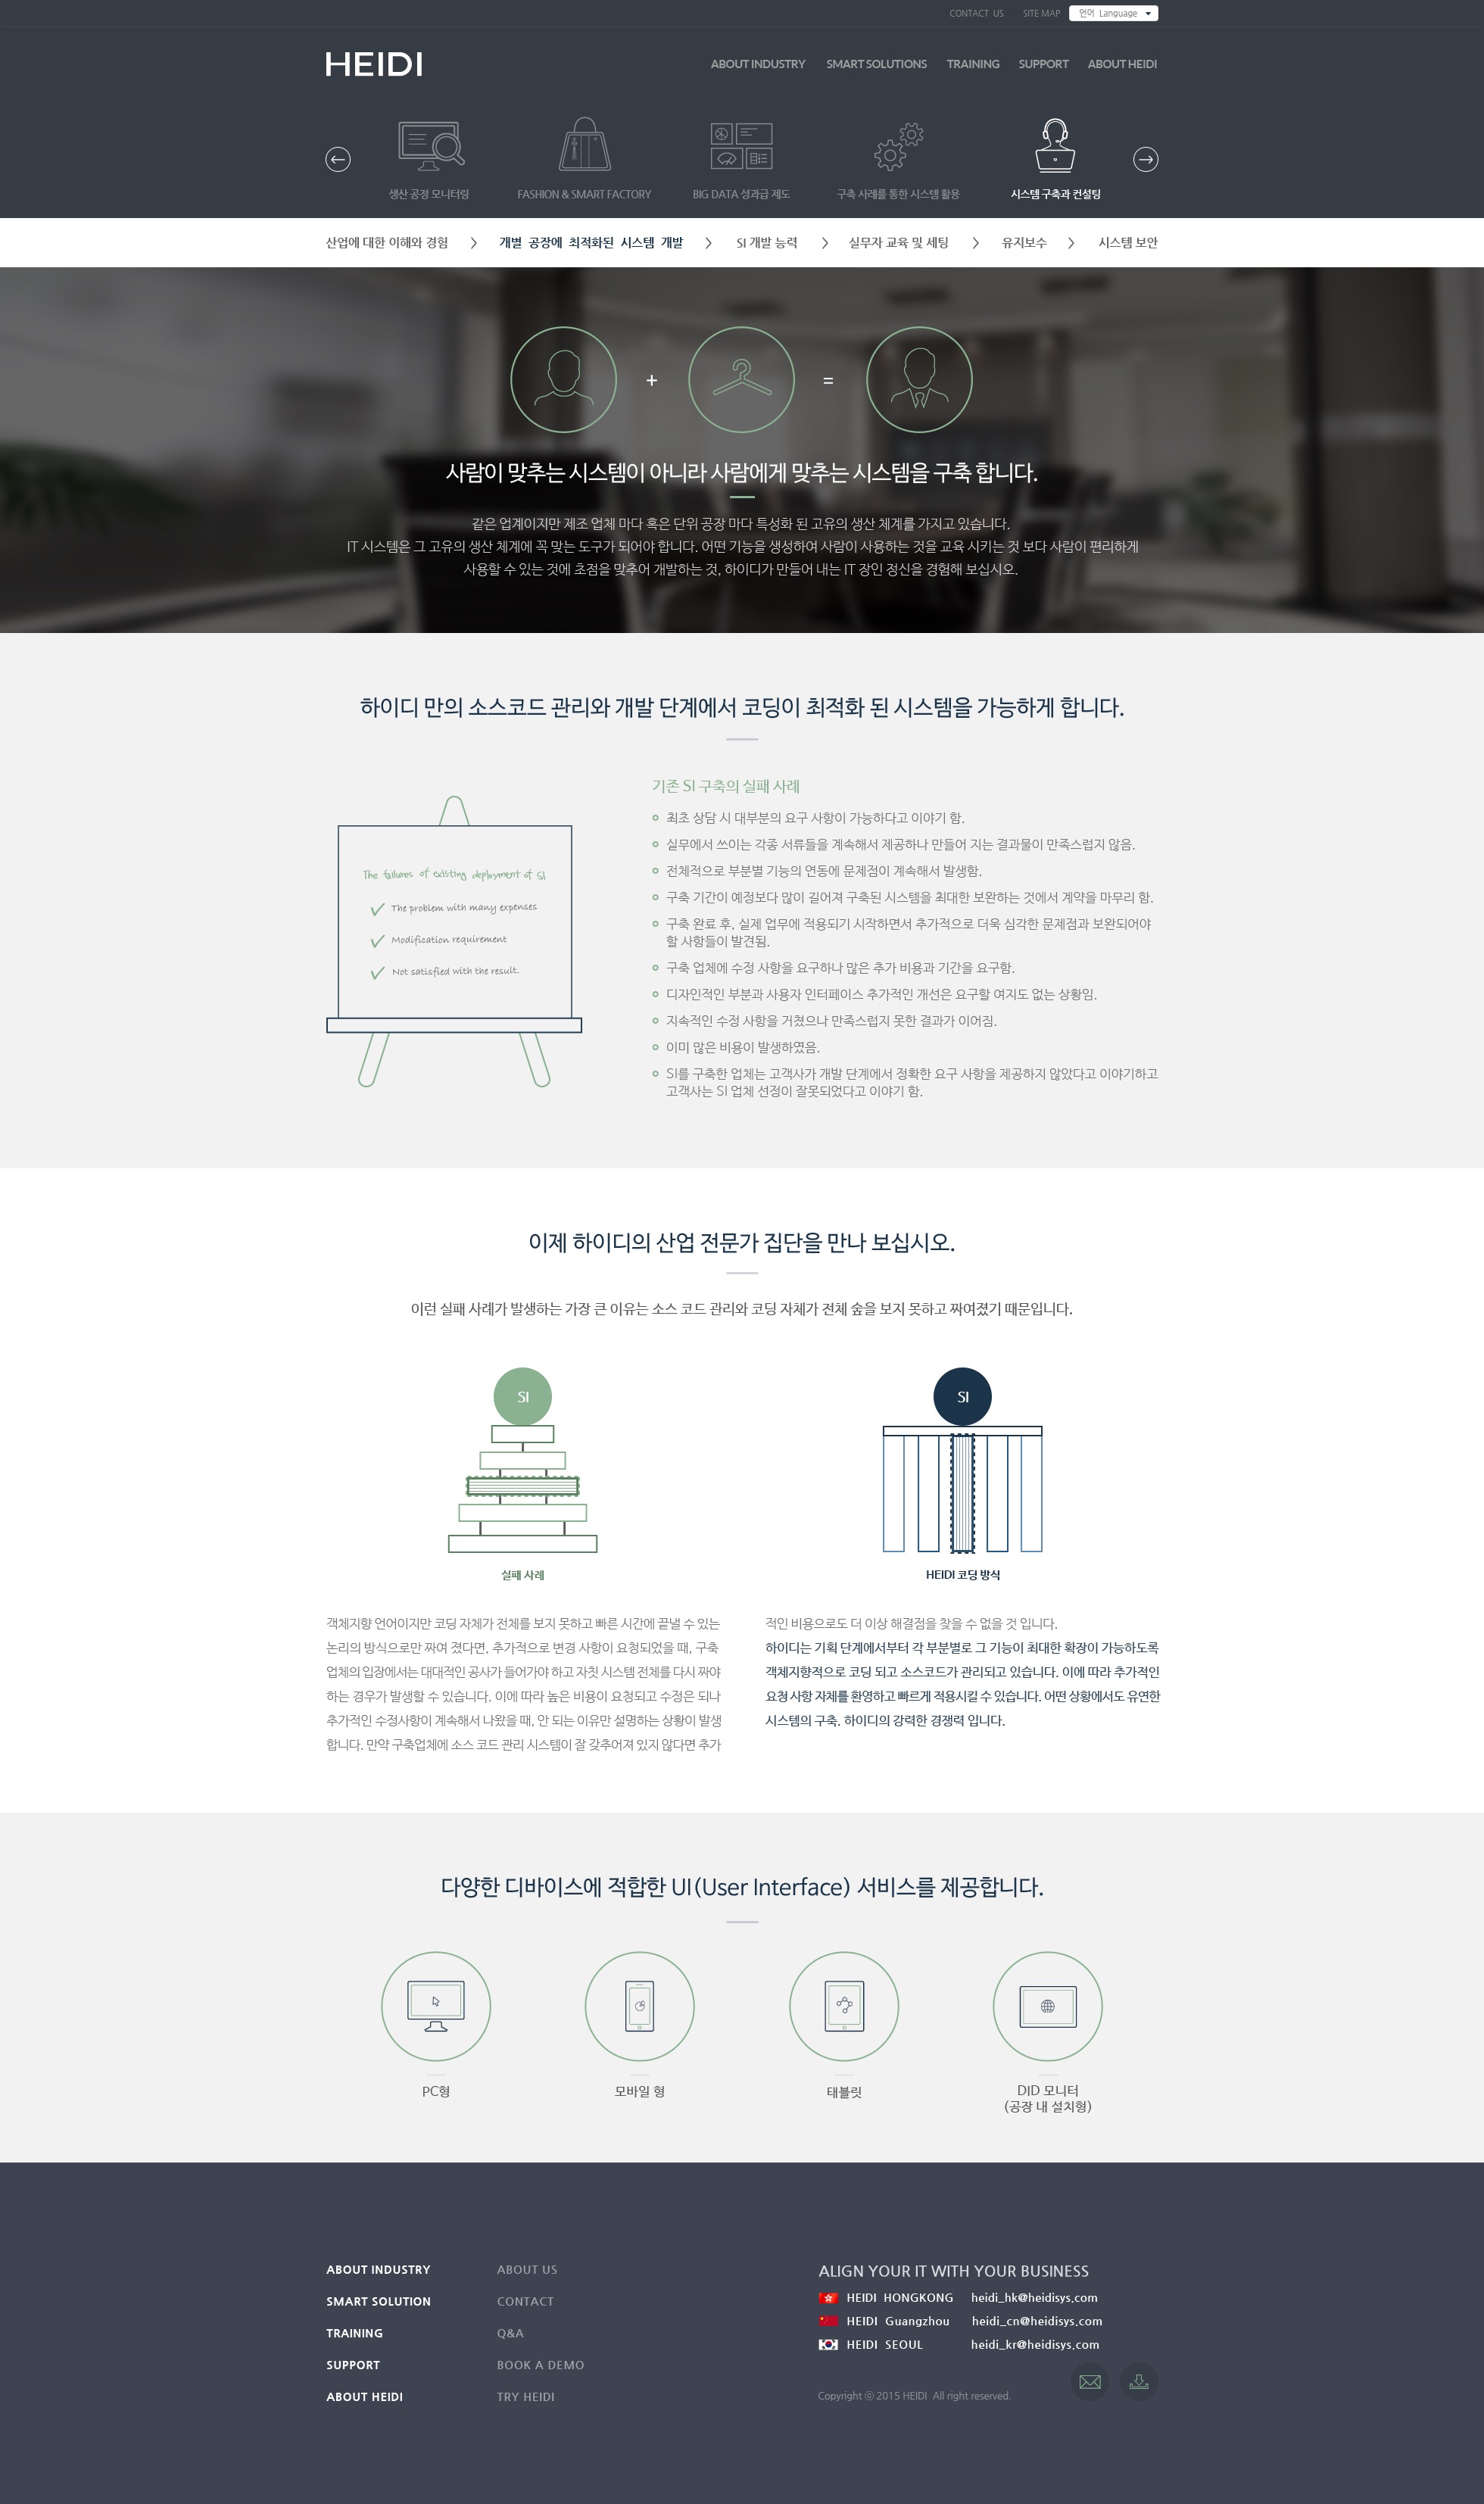 CONTACT US SITE MAP 언어 Language
HEIDI
ABOUT INDUSTRY SMART SOLUTIONS TRAINING SUPPORT ABOUT HEIDI
생산 공정 모니터링 FASHION & SMART FACTORY BIG DATA 성과급 제도 구축 사례를 통한 시스템 활용 시스템 구축과 컨설팅
산업에 대한 이해와 경험 개별 공장에 최적화된 시스템 개발 SI 개발 능력 실무자 교육 및 세팅 유지보수 시스템 보안
+ =
사람이 맞추는 시스템이 아니라 사람에게 맞추는 시스템을 구축 합니다.
같은 업계이지만 제조 업체 마다 혹은 단위 공장 마다 특성화 된 고유의 생산 체계를 가지고 있습니다.
IT 시스템은 그 고유의 생산 체계에 꼭 맞는 도구가 되어야 합니다. 어떤 기능을 생성하여 사람이 사용하는 것을 교육 시키는 것 보다 사람이 편리하게
사용할 수 있는 것에 초점을 맞추어 개발하는 것, 하이디가 만들어 내는 IT 장인 정신을 경험해 보십시오.
하이디 만의 소스코드 관리와 개발 단계에서 코딩이 최적화 된 시스템을 가능하게 합니다.
The failures of existing deployment of SI
The problem with many expenses
Modification requirement
Not satisfied with the result.
기존 SI 구축의 실패 사례
최초 상담 시 대부분의 요구 사항이 가능하다고 이야기 함.
실무에서 쓰이는 각종 서류들을 계속해서 제공하나 만들어 지는 결과물이 만족스럽지 않음.
전체적으로 부분별 기능의 연동에 문제점이 계속해서 발생함.
구축 기간이 예정보다 많이 길어져 구축된 시스템을 최대한 보완하는 것에서 계약을 마무리 함.
구축 완료 후, 실제 업무에 적용되기 시작하면서 추가적으로 더욱 심각한 문제점과 보완되어야
할 사항들이 발견됨.
구축 업체에 수정 사항을 요구하나 많은 추가 비용과 기간을 요구함.
디자인적인 부분과 사용자 인터페이스 추가적인 개선은 요구할 여지도 없는 상황임.
지속적인 수정 사항을 거쳤으나 만족스럽지 못한 결과가 이어짐.
이미 많은 비용이 발생하였음.
SI를 구축한 업체는 고객사가 개발 단계에서 정확한 요구 사항을 제공하지 않았다고 이야기하고
고객사는 SI 업체 선정이 잘못되었다고 이야기 함.
이제 하이디의 산업 전문가 집단을 만나 보십시오.
이런 실패 사례가 발생하는 가장 큰 이유는 소스 코드 관리와 코딩 자체가 전체 숲을 보지 못하고 짜여졌기 때문입니다.
SI
실패 사례
SI
HEIDI 코딩 방식
객체지향 언어이지만 코딩 자체가 전체를 보지 못하고 빠른 시간에 끝낼 수 있는
논리의 방식으로만 짜여 졌다면, 추가적으로 변경 사항이 요청되었을 때, 구축
업체의 입장에서는 대대적인 공사가 들어가야 하고 자칫 시스템 전체를 다시 짜야
하는 경우가 발생할 수 있습니다. 이에 따라 높은 비용이 요청되고 수정은 되나
추가적인 수정사항이 계속해서 나왔을 때, 안 되는 이유만 설명하는 상황이 발생
합니다. 만약 구축업체에 소스 코드 관리 시스템이 잘 갖추어져 있지 않다면 추가
적인 비용으로도 더 이상 해결점을 찾을 수 없을 것 입니다.
하이디는 기획 단계에서부터 각 부분별로 그 기능이 최대한 확장이 가능하도록
객체지향적으로 코딩 되고 소스코드가 관리되고 있습니다. 이에 따라 추가적인
요청 사항 자체를 환영하고 빠르게 적용시킬 수 있습니다. 어떤 상황에서도 유연한
시스템의 구축. 하이디의 강력한 경쟁력 입니다.
다양한 디바이스에 적합한 UI(User Interface) 서비스를 제공합니다.
PC형
모바일 형
태블릿
DID 모니터
(공장 내 설치형)
ABOUT INDUSTRY
SMART SOLUTION
TRAINING
SUPPORT
ABOUT HEIDI
ABOUT US
CONTACT
Q&A
BOOK A DEMO
TRY HEIDI
ALIGN YOUR IT WITH YOUR BUSINESS
HEIDI HONGKONG heidi_hk@heidisys.com
HEIDI Guangzhou heidi_cn@heidisys.com
HEIDI SEOUL heidi_kr@heidisys.com
Copyright ⓒ 2015 HEIDI All right reserved.